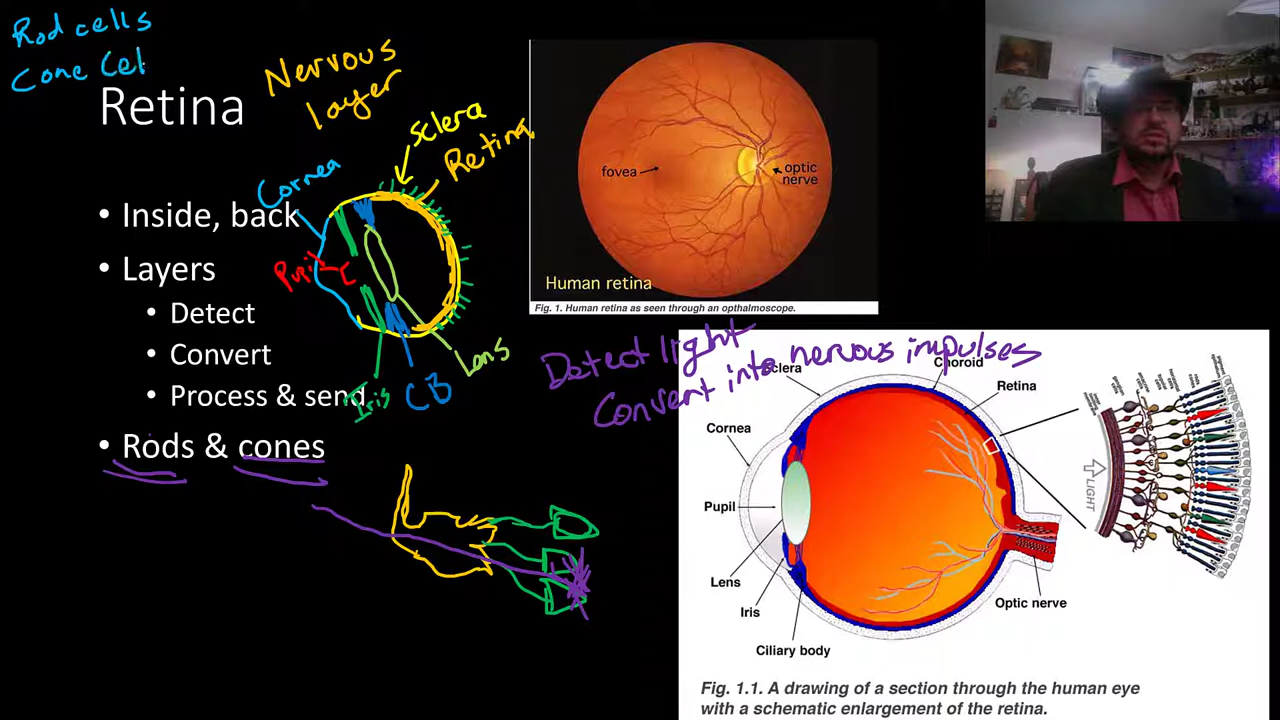 Rod cells
Cone Cel
Retina
Nervous
layer
Sclera
Retina
Cornea
Pupil
Lens
Iris
CB
• Inside, back
• Layers
• Detect
• Convert
• Process & send
• Rods & cones
fovea
optic
nerve
Human retina
Fig. 1. Human retina as seen through an opthalmoscope.
Detect light
Convert into nervous impulses
Sclera
Choroid
Retina
Cornea
Pupil
Lens
Iris
Ciliary body
Optic nerve
LIGHT
Fig. 1.1. A drawing of a section through the human eye
with a schematic enlargement of the retina.